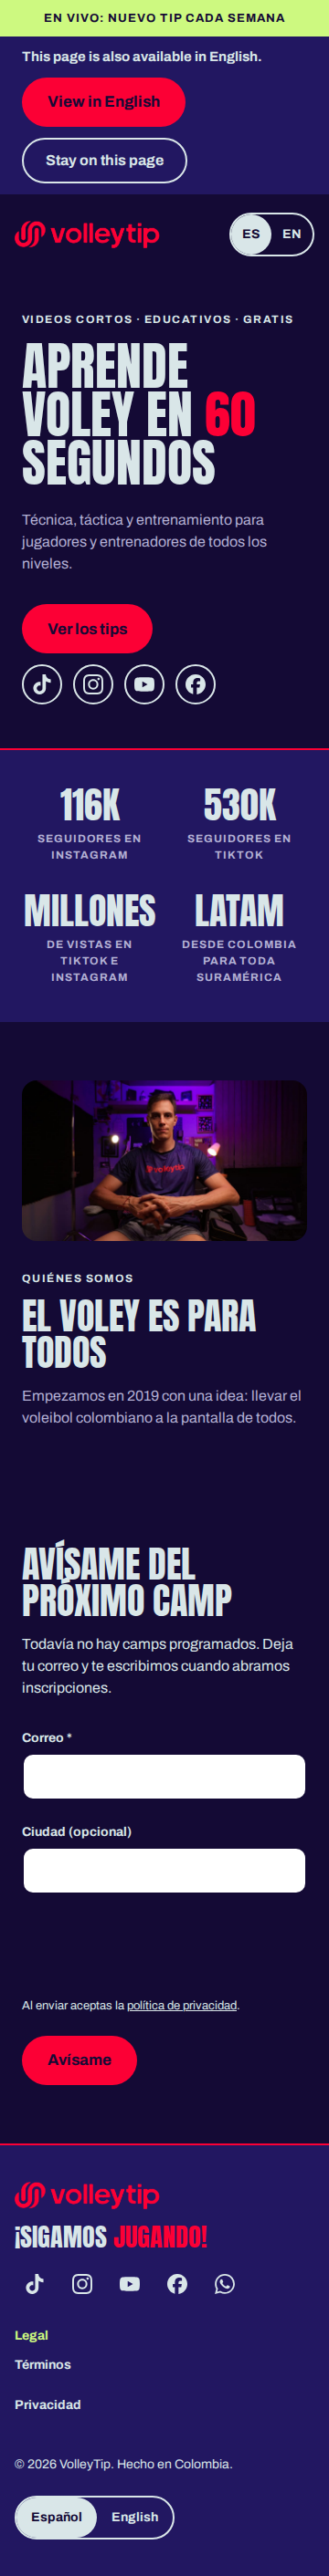 EN VIVO: NUEVO TIP CADA SEMANA
This page is also available in English.
View in English
Stay on this page
volleytip
ES EN
VIDEOS CORTOS · EDUCATIVOS · GRATIS
APRENDE
VOLEY EN 60
SEGUNDOS
Técnica, táctica y entrenamiento para
jugadores y entrenadores de todos los
niveles.
Ver los tips
116K
SEGUIDORES EN
INSTAGRAM
530K
SEGUIDORES EN
TIKTOK
MILLONES
DE VISTAS EN
TIKTOK E
INSTAGRAM
LATAM
DESDE COLOMBIA
PARA TODA
SURAMÉRICA
volleytip
QUIÉNES SOMOS
EL VOLEY ES PARA
TODOS
Empezamos en 2019 con una idea: llevar el
voleibol colombiano a la pantalla de todos.
AVÍSAME DEL
PRÓXIMO CAMP
Todavía no hay camps programados. Deja
tu correo y te escribimos cuando abramos
inscripciones.
Correo *
Ciudad (opcional)
Al enviar aceptas la política de privacidad.
Avísame
volleytip
¡SIGAMOS JUGANDO!
Legal
Términos
Privacidad
© 2026 VolleyTip. Hecho en Colombia.
Español English